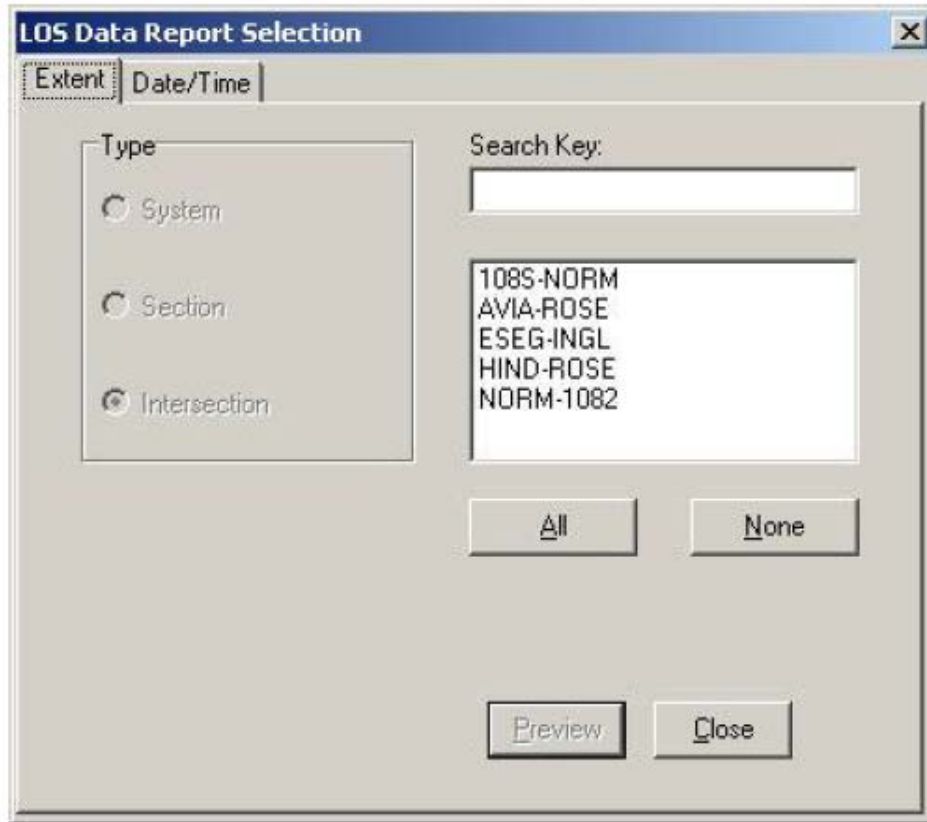 LOS Data Report Selection
Extent
Date/Time
Type
System
Section
Intersection
Search Key:
108S-NORM
AVIA-ROSE
ESEG-INGL
HIND-ROSE
NORM-1082
All
None
Preview
Close